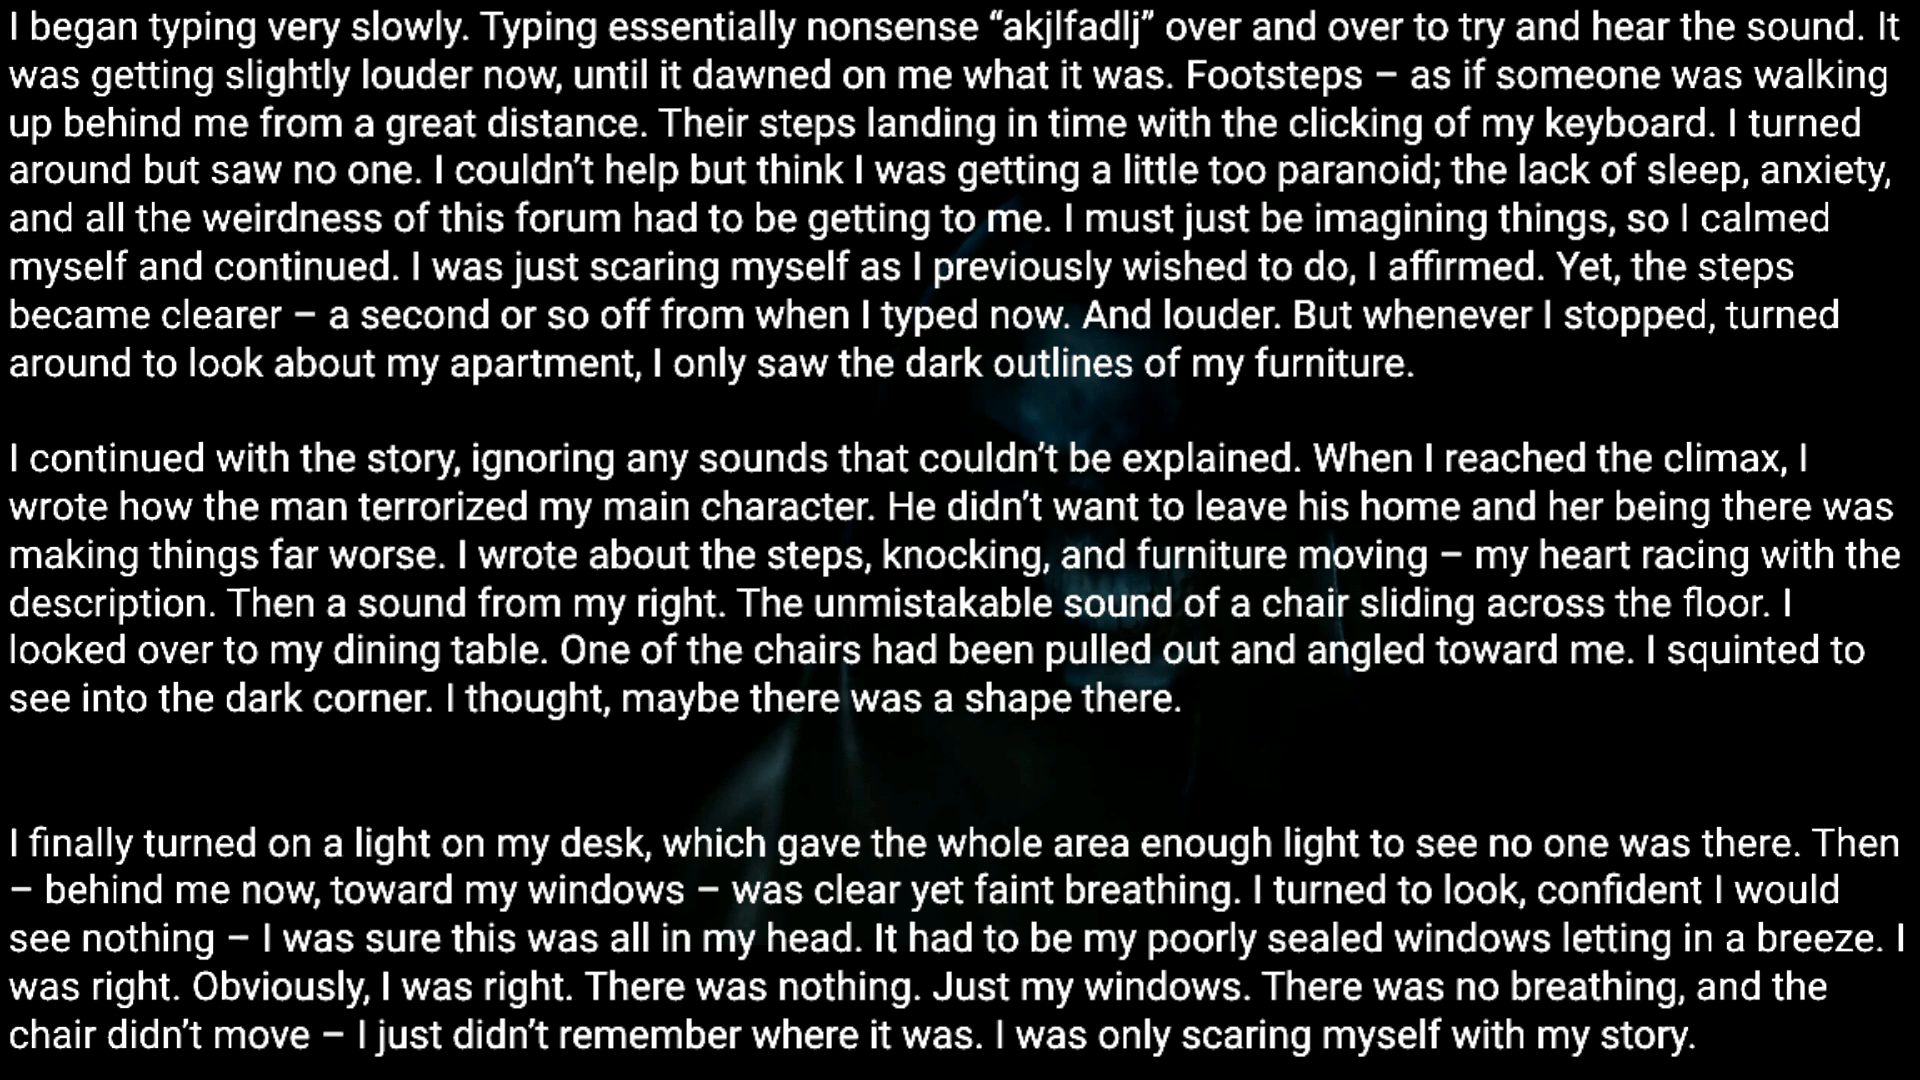 I began typing very slowly. Typing essentially nonsense “akjlfadlj” over and over to try and hear the sound. It
was getting slightly louder now, until it dawned on me what it was. Footsteps – as if someone was walking
up behind me from a great distance. Their steps landing in time with the clicking of my keyboard. I turned
around but saw no one. I couldn’t help but think I was getting a little too paranoid; the lack of sleep, anxiety,
and all the weirdness of this forum had to be getting to me. I must just be imagining things, so I calmed
myself and continued. I was just scaring myself as I previously wished to do, I affirmed. Yet, the steps
became clearer – a second or so off from when I typed now. And louder. But whenever I stopped, turned
around to look about my apartment, I only saw the dark outlines of my furniture.
I continued with the story, ignoring any sounds that couldn’t be explained. When I reached the climax, I
wrote how the man terrorized my main character. He didn’t want to leave his home and her being there was
making things far worse. I wrote about the steps, knocking, and furniture moving – my heart racing with the
description. Then a sound from my right. The unmistakable sound of a chair sliding across the floor. I
looked over to my dining table. One of the chairs had been pulled out and angled toward me. I squinted to
see into the dark corner. I thought, maybe there was a shape there.
I finally turned on a light on my desk, which gave the whole area enough light to see no one was there. Then
– behind me now, toward my windows – was clear yet faint breathing. I turned to look, confident I would
see nothing – I was sure this was all in my head. It had to be my poorly sealed windows letting in a breeze. I
was right. Obviously, I was right. There was nothing. Just my windows. There was no breathing, and the
chair didn’t move – I just didn’t remember where it was. I was only scaring myself with my story.